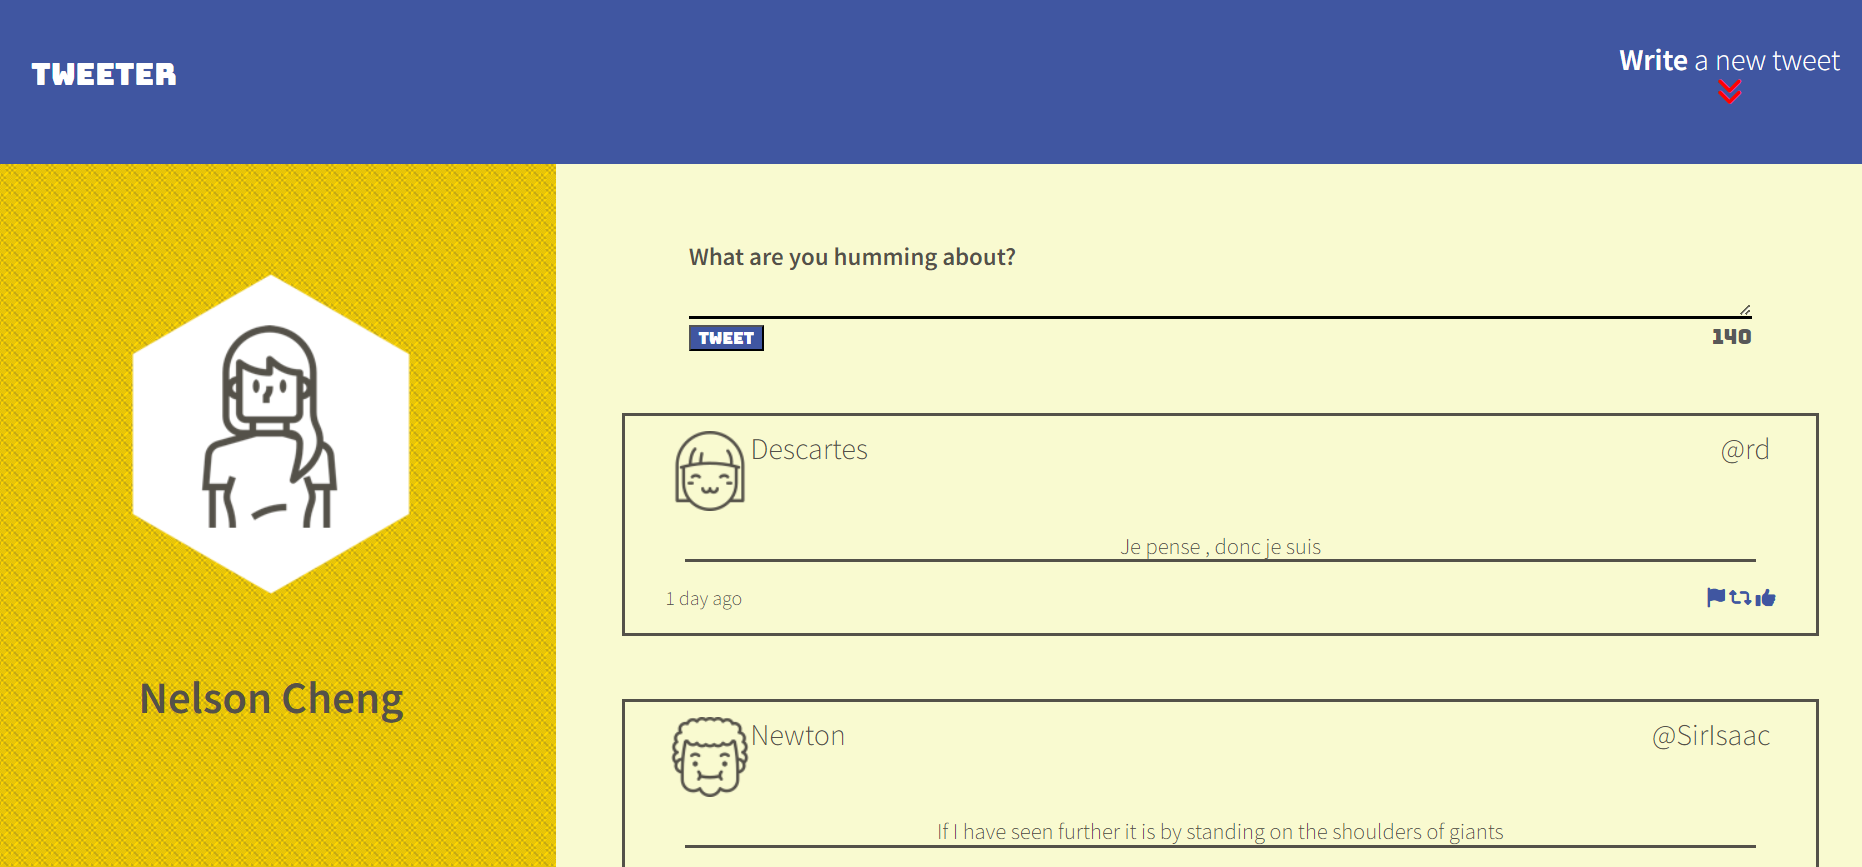 TWEETER
Write a new tweet
Nelson Cheng
What are you humming about?
TWEET
140
Descartes
@rd
Je pense , donc je suis
1 day ago
Newton
@SirIsaac
If I have seen further it is by standing on the shoulders of giants